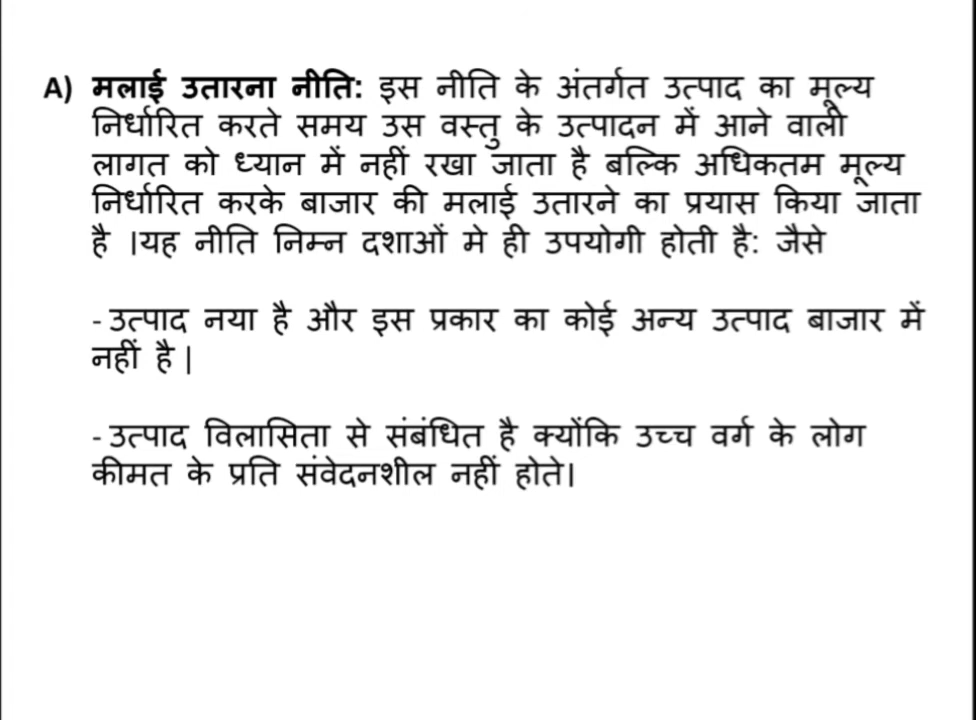 A) मलाई उतारना नीति: इस नीति के अंतर्गत उत्पाद का मूल्य
निर्धारित करते समय उस वस्तु के उत्पादन में आने वाली
लागत को ध्यान में नहीं रखा जाता है बल्कि अधिकतम मूल्य
निर्धारित करके बाजार की मलाई उतारने का प्रयास किया जाता
है ।यह नीति निम्न दशाओं मे ही उपयोगी होती है: जैसे
- उत्पाद नया है और इस प्रकार का कोई अन्य उत्पाद बाजार में
नहीं है |
- उत्पाद विलासिता से संबंधित है क्योंकि उच्च वर्ग के लोग
कीमत के प्रति संवेदनशील नहीं होते।